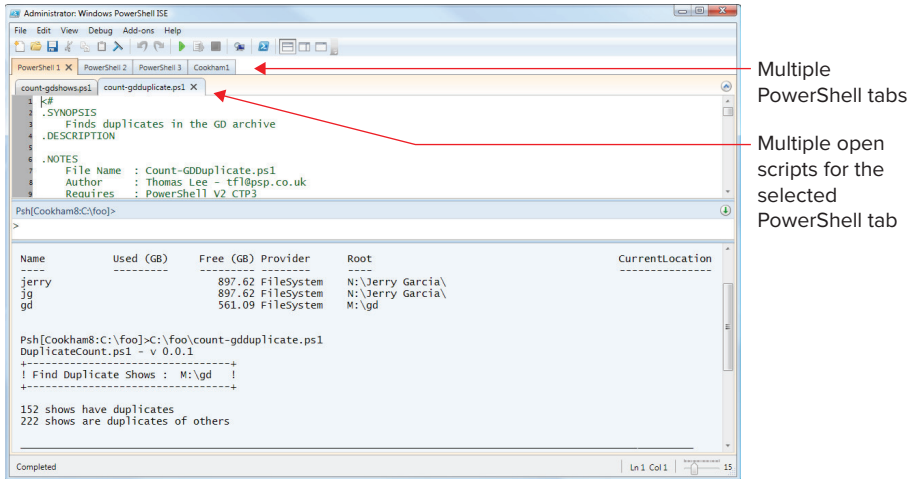 Administrator: Windows PowerShell ISE
File Edit View Debug Add-ons Help
PowerShell 1 X PowerShell 2 PowerShell 3 Cookham1
Multiple
PowerShell tabs
count-gdshows.ps1 count-gdduplicate.ps1 X
1 <#
2 .SYNOPSIS
3 Finds duplicates in the GD archive
4 .DESCRIPTION
5
6 .NOTES
7 File Name : Count-GDDuplicate.ps1
8 Author : Thomas Lee - tfl@psp.co.uk
9 Requires : PowerShell V2 CTP3
Multiple open
scripts for the
selected
PowerShell tab
Psh[Cookham8:C:\foo]>
>
Name Used (GB) Free (GB) Provider Root CurrentLocation
---- --------- --------- -------- ---- ---------------
jerry 897.62 FileSystem N:\Jerry Garcia\
jg 897.62 FileSystem N:\Jerry Garcia\
gd 561.09 FileSystem M:\gd
Psh[Cookham8:C:\foo]>C:\foo\count-gdduplicate.ps1
DuplicateCount.ps1 - v 0.0.1
+---------------------------------+
! Find Duplicate Shows : M:\gd !
+---------------------------------+
152 shows have duplicates
222 shows are duplicates of others
Completed Ln 1 Col 1 15